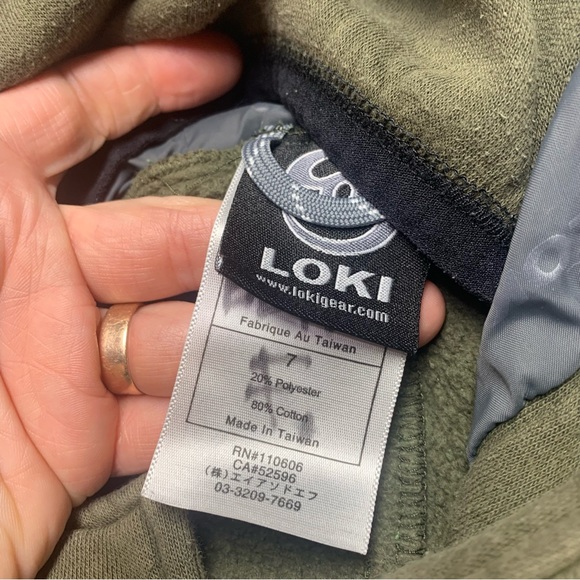 LOKI
www.lokigear.com
Fabrique Au Taiwan
7
20% Polyester
80% Cotton
Made In Taiwan
RN#110606
CA#52596
(株)エイアソドエフ
03-3209-7669